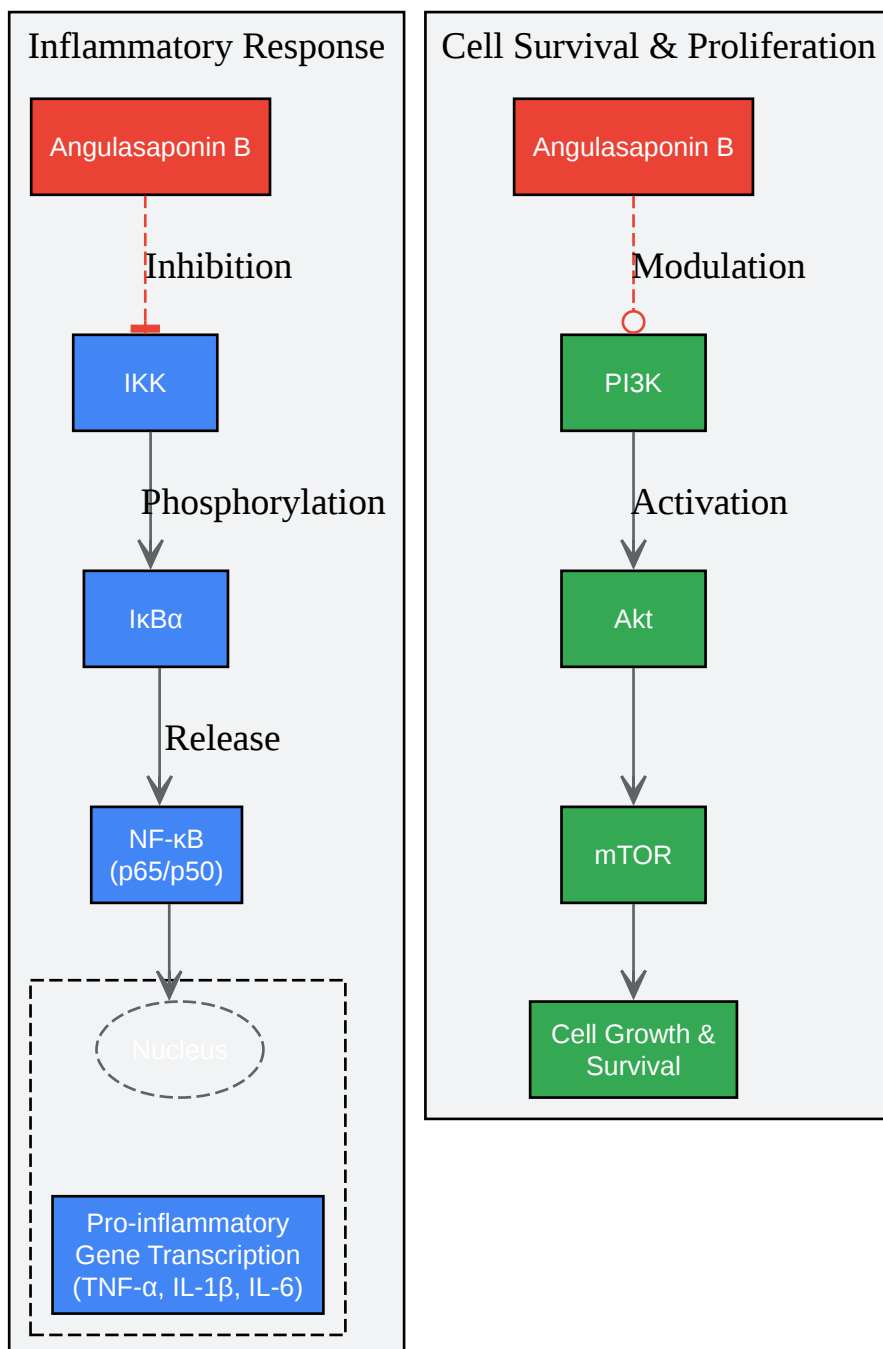 Inflammatory Response
Angulasaponin B
Inhibition
IKK
Phosphorylation
IκBα
Release
NF-κB
(p65/p50)
Nucleus
Pro-inflammatory
Gene Transcription
(TNF-α, IL-1β, IL-6)
Cell Survival & Proliferation
Angulasaponin B
Modulation
PI3K
Activation
Akt
mTOR
Cell Growth &
Survival